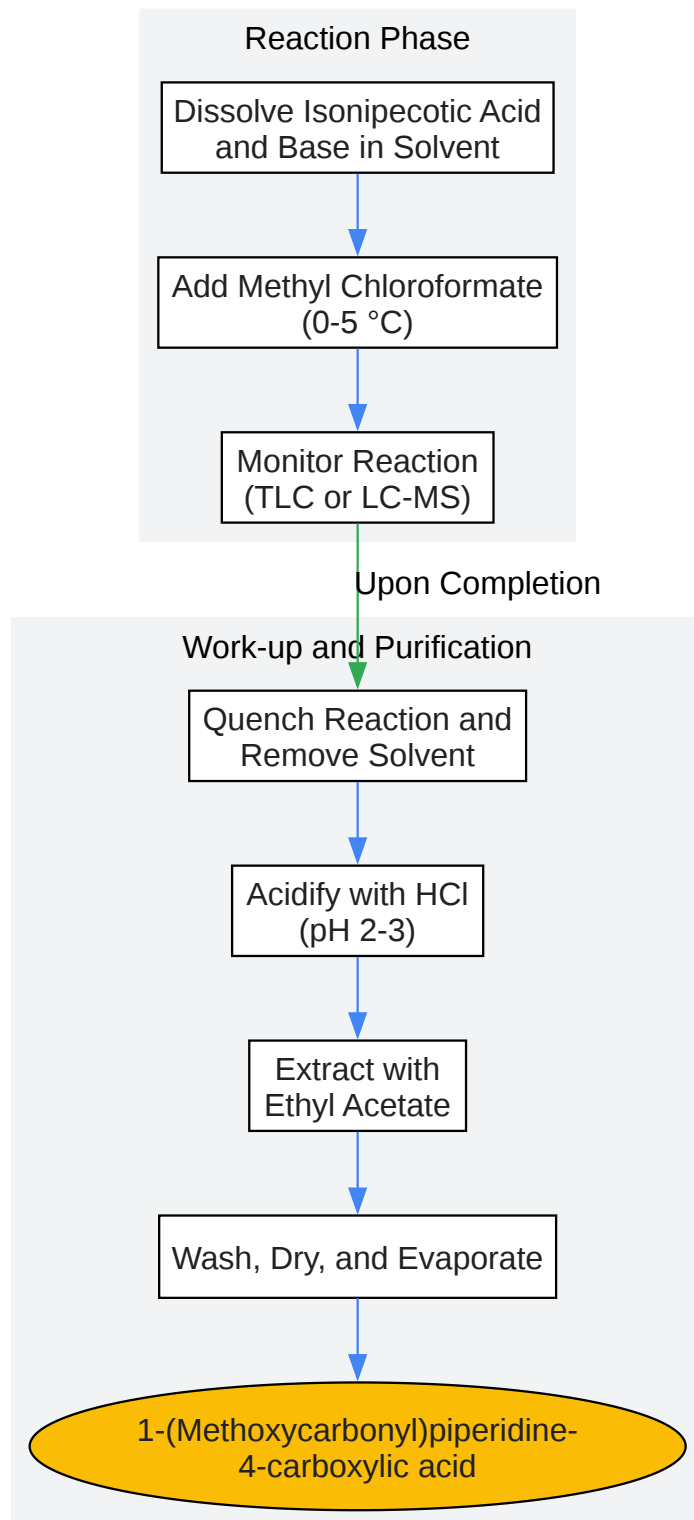 Reaction Phase
Dissolve Isonipecotic Acid
and Base in Solvent
Add Methyl Chloroformate
(0-5 °C)
Monitor Reaction
(TLC or LC-MS)
Upon Completion
Work-up and Purification
Quench Reaction and
Remove Solvent
Acidify with HCl
(pH 2-3)
Extract with
Ethyl Acetate
Wash, Dry, and Evaporate
1-(Methoxycarbonyl)piperidine-
4-carboxylic acid